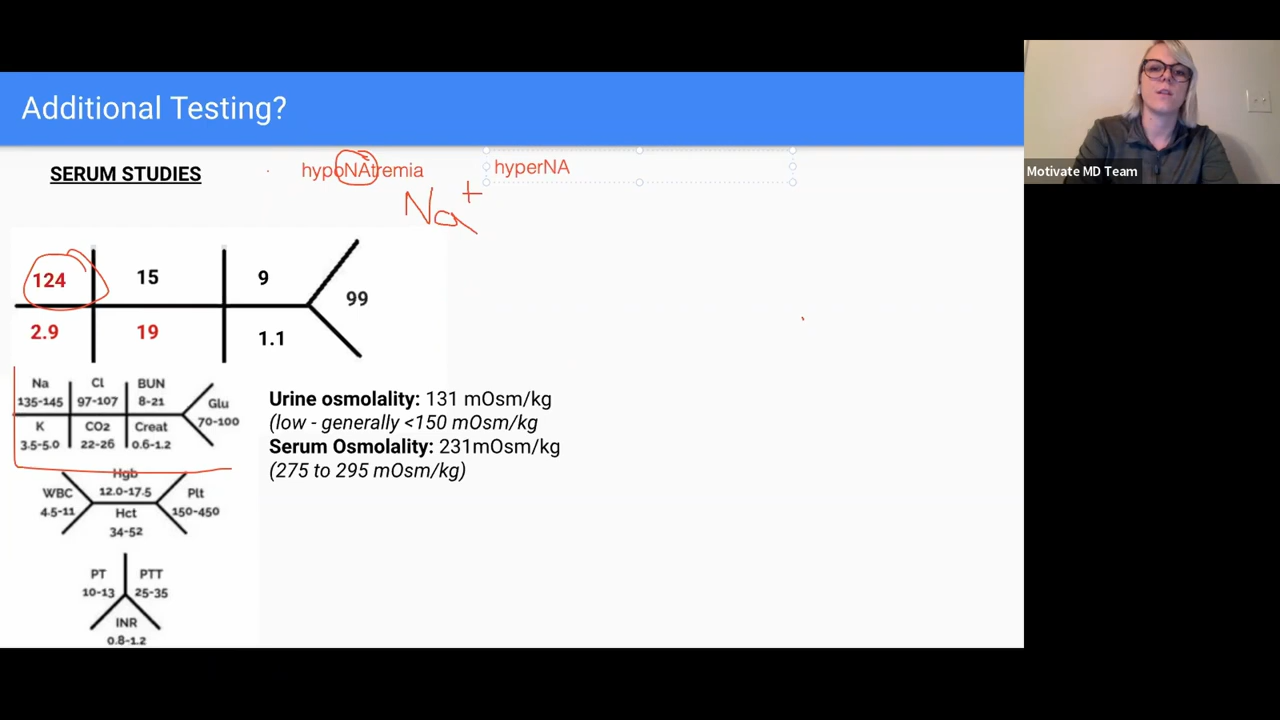 Additional Testing?
SERUM STUDIES
hypoNAtremia
hyperNA
Na+
124
15
9
99
2.9
19
1.1
Na
Cl
BUN
135-145
97-107
8-21
Glu
70-100
K
CO2
Creat
3.5-5.0
22-26
0.6-1.2
Urine osmolality: 131 mOsm/kg
(low - generally <150 mOsm/kg
Serum Osmolality: 231mOsm/kg
(275 to 295 mOsm/kg)
Hgb
WBC
12.0-17.5
Plt
4.5-11
Hct
150-450
34-52
PT
PTT
10-13
25-35
INR
0.8-1.2
Motivate MD Team